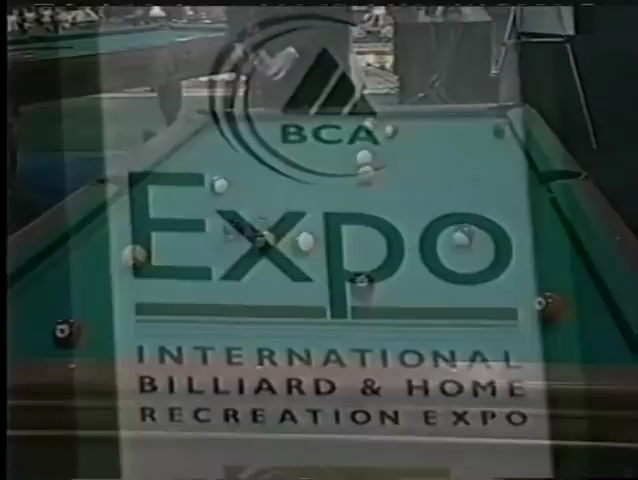 BCA
Expo
INTERNATIONAL
BILLIARD & HOME
RECREATION EXPO